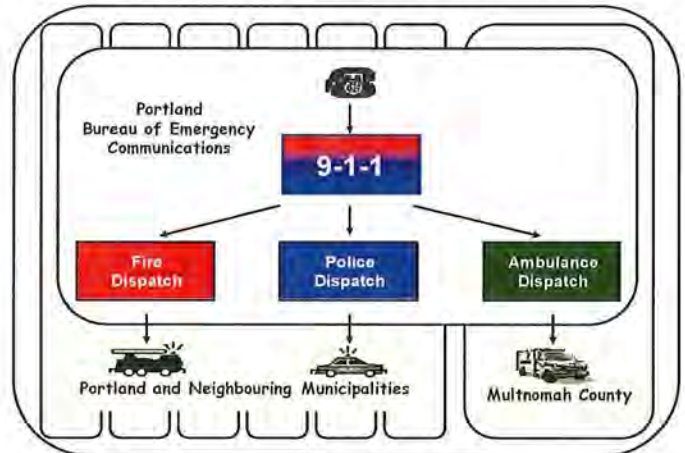 Portland
Bureau of Emergency
Communications
9-1-1
Fire
Dispatch
Police
Dispatch
Ambulance
Dispatch
Portland and Neighbouring Municipalities
Multnomah County